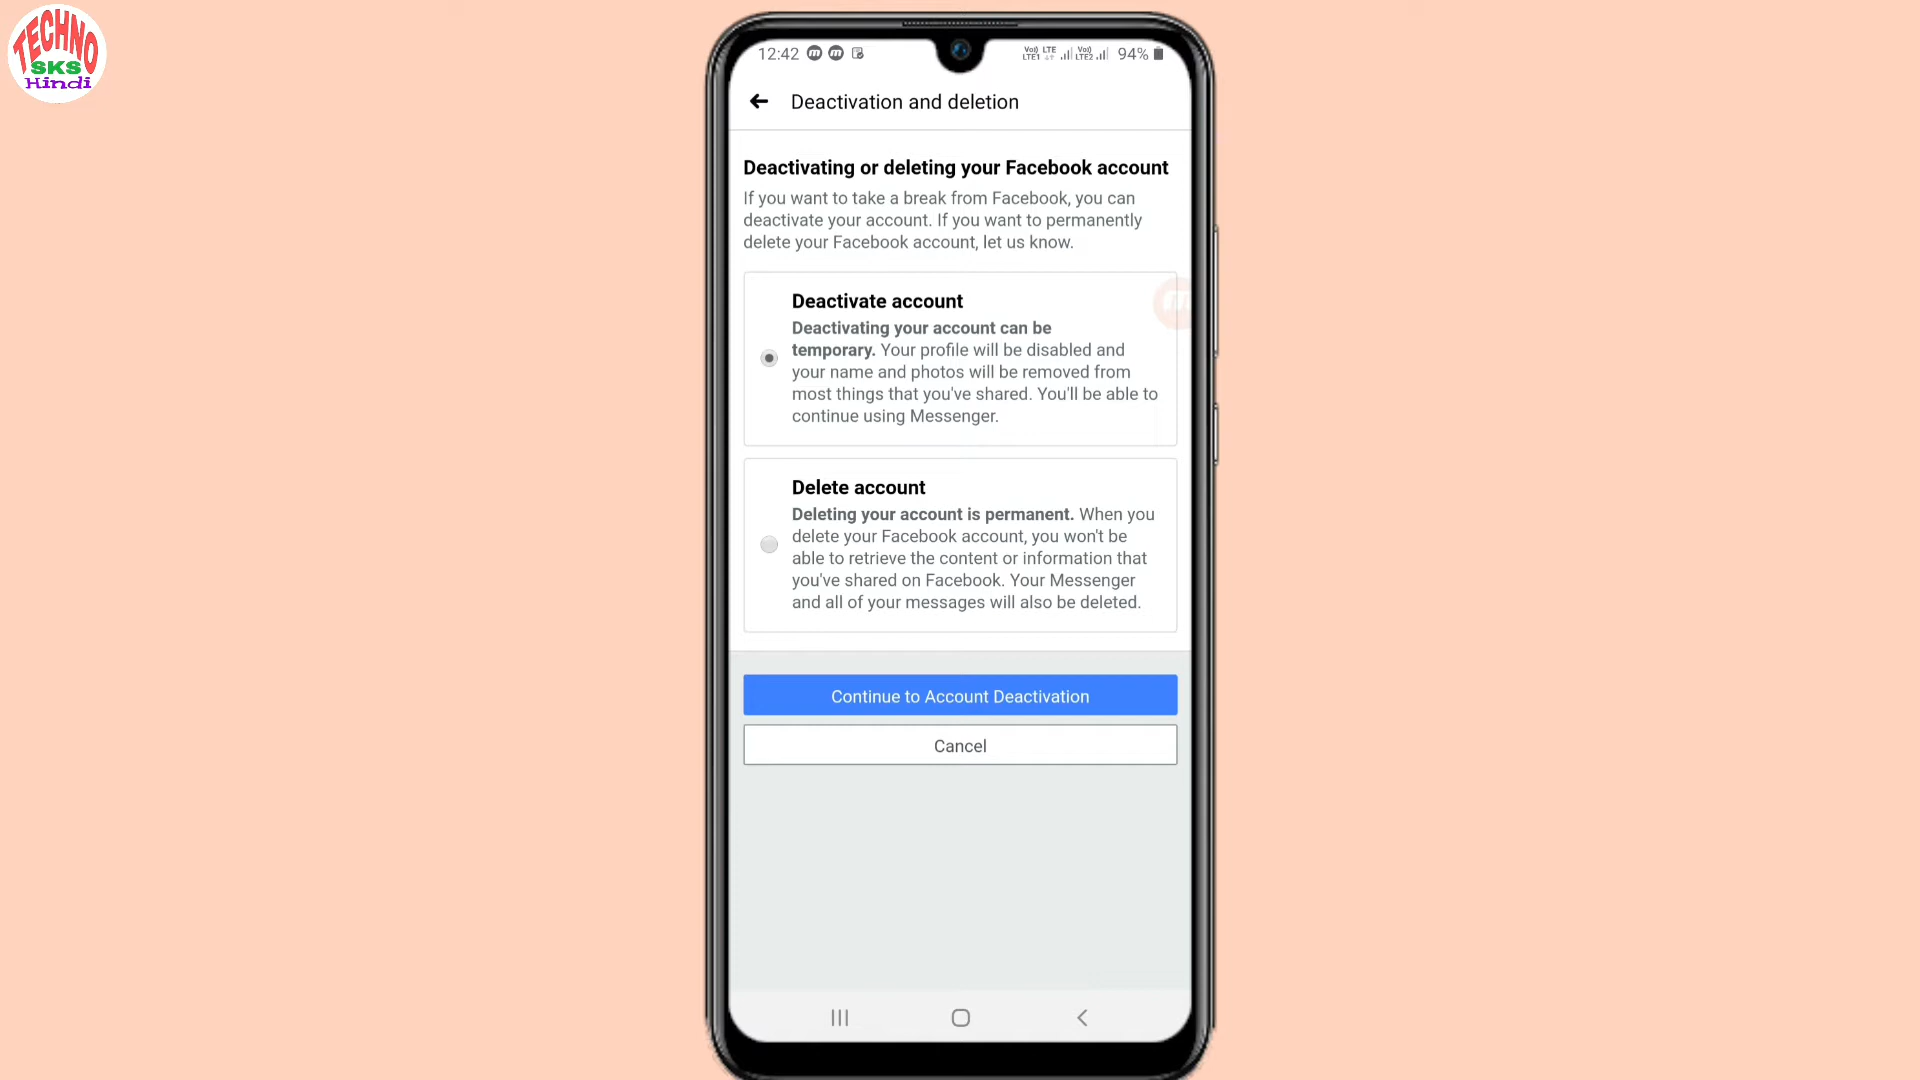 TECHNO
SKS
Hindi
12:42
Vo)) LTE
LTE1
Vo))
LTE2
94%
Deactivation and deletion
Deactivating or deleting your Facebook account
If you want to take a break from Facebook, you can
deactivate your account. If you want to permanently
delete your Facebook account, let us know.
Deactivate account
Deactivating your account can be
temporary. Your profile will be disabled and
your name and photos will be removed from
most things that you've shared. You'll be able to
continue using Messenger.
Delete account
Deleting your account is permanent. When you
delete your Facebook account, you won't be
able to retrieve the content or information that
you've shared on Facebook. Your Messenger
and all of your messages will also be deleted.
Continue to Account Deactivation
Cancel